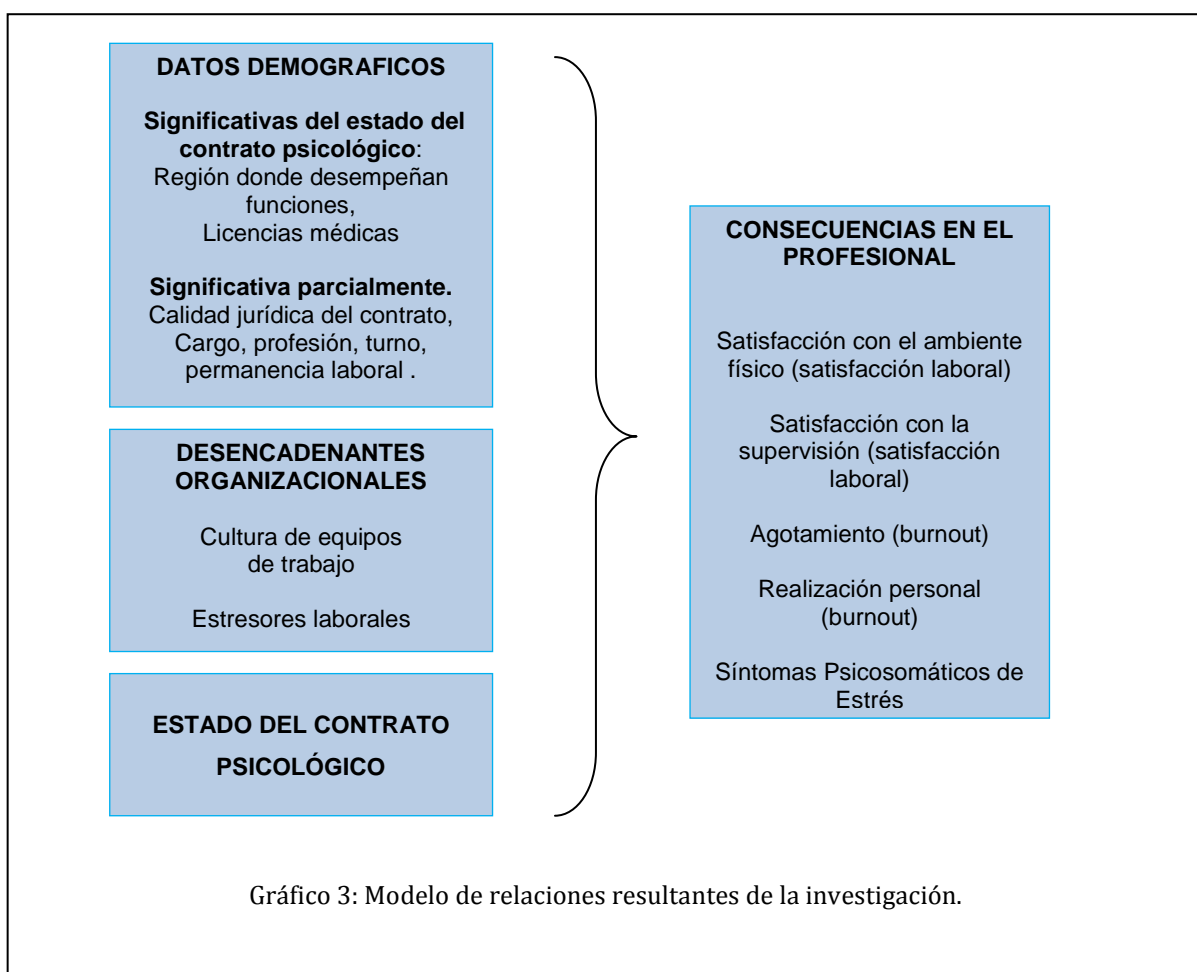 DATOS DEMOGRAFICOS
Significativas del estado del
contrato psicológico:
Región donde desempeñan
funciones,
Licencias médicas
Significativa parcialmente.
Calidad jurídica del contrato,
Cargo, profesión, turno,
permanencia laboral .
DESENCADENANTES
ORGANIZACIONALES
Cultura de equipos
de trabajo
Estresores laborales
ESTADO DEL CONTRATO
PSICOLÓGICO
CONSECUENCIAS EN EL
PROFESIONAL
Satisfacción con el ambiente
físico (satisfacción laboral)
Satisfacción con la
supervisión (satisfacción
laboral)
Agotamiento (burnout)
Realización personal
(burnout)
Síntomas Psicosomáticos de
Estrés
Gráfico 3: Modelo de relaciones resultantes de la investigación.